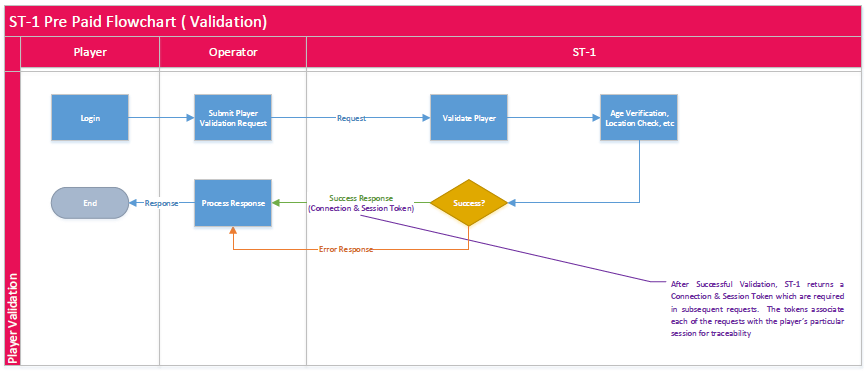 ST-1 Pre Paid Flowchart ( Validation)
Player
Operator
ST-1
Player Validation
Login
Submit Player
Validation Request
Request
Validate Player
Age Verification,
Location Check, etc
End
Response
Process Response
Success Response
(Connection & Session Token)
Success?
Error Response
After Successful Validation, ST-1 returns a
Connection & Session Token which are required
in subsequent requests. The tokens associate
each of the requests with the player's particular
session for traceability